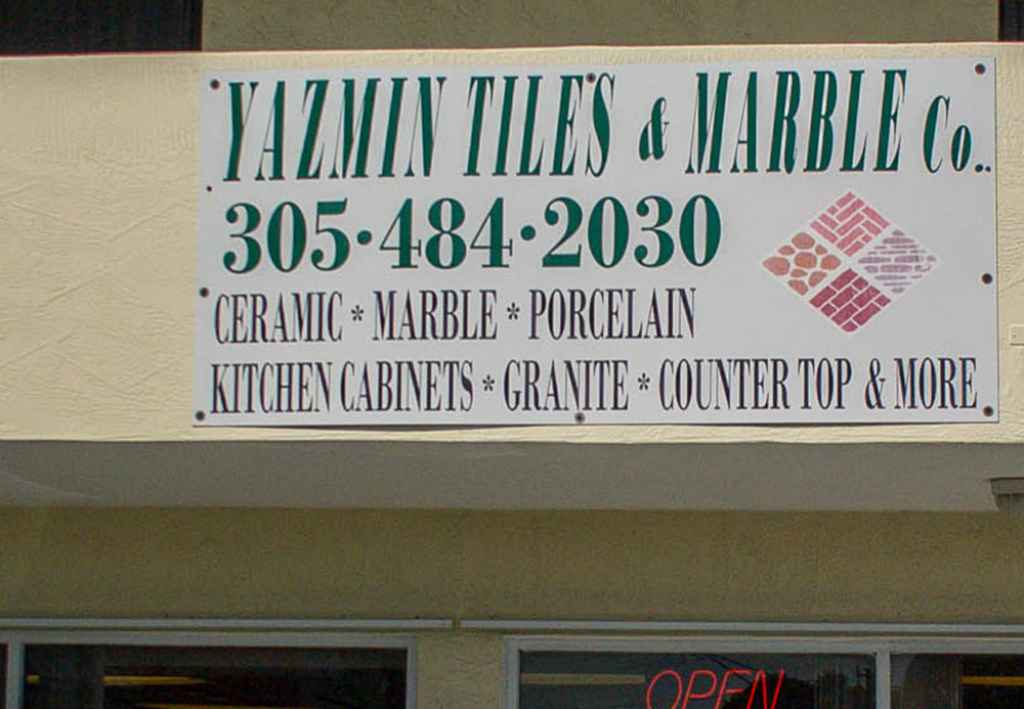 YAZMIN TILES & MARBLE Co..
305·484·2030
CERAMIC * MARBLE * PORCELAIN
KITCHEN CABINETS * GRANITE * COUNTER TOP & MORE
OPEN